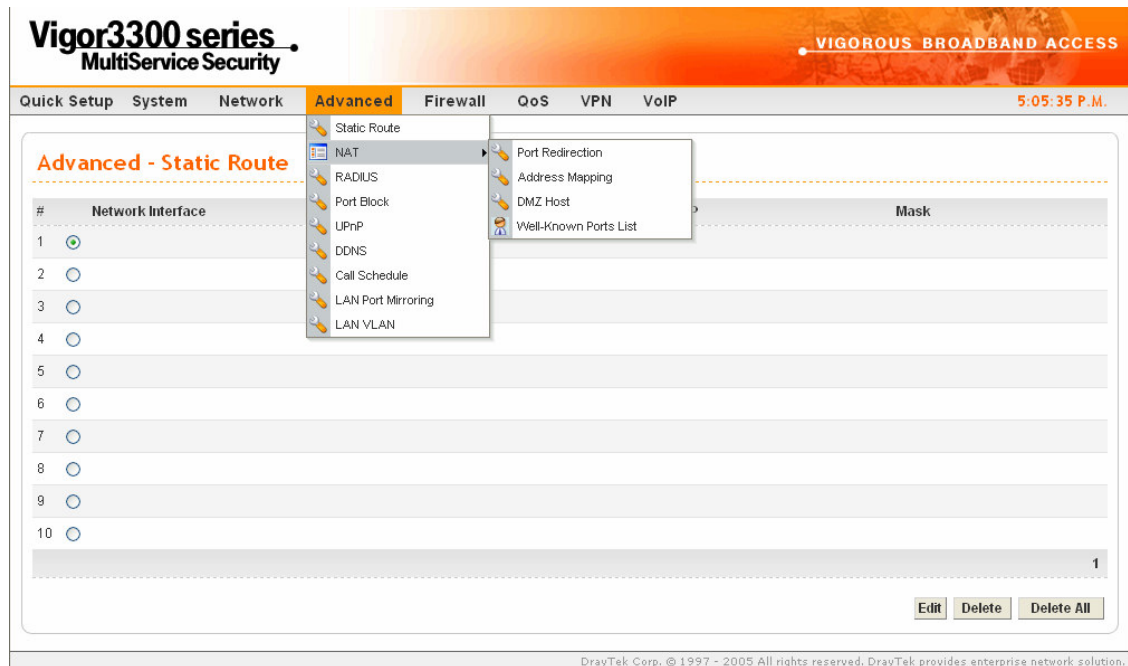 Vigor3300 series
MultiService Security
VIGOROUS BROADBAND ACCESS
Quick Setup System Network Advanced Firewall QoS VPN VoIP 5:05:35 P.M.
Static Route
NAT
RADIUS
Port Block
UPnP
DDNS
Call Schedule
LAN Port Mirroring
LAN VLAN
Port Redirection
Address Mapping
DMZ Host
Well-Known Ports List
Advanced - Static Route
# Network Interface Mask
1
2
3
4
5
6
7
8
9
10
1
Edit Delete Delete All
DrayTek Corp. © 1997 - 2005 All rights reserved. DrayTek provides enterprise network solution.